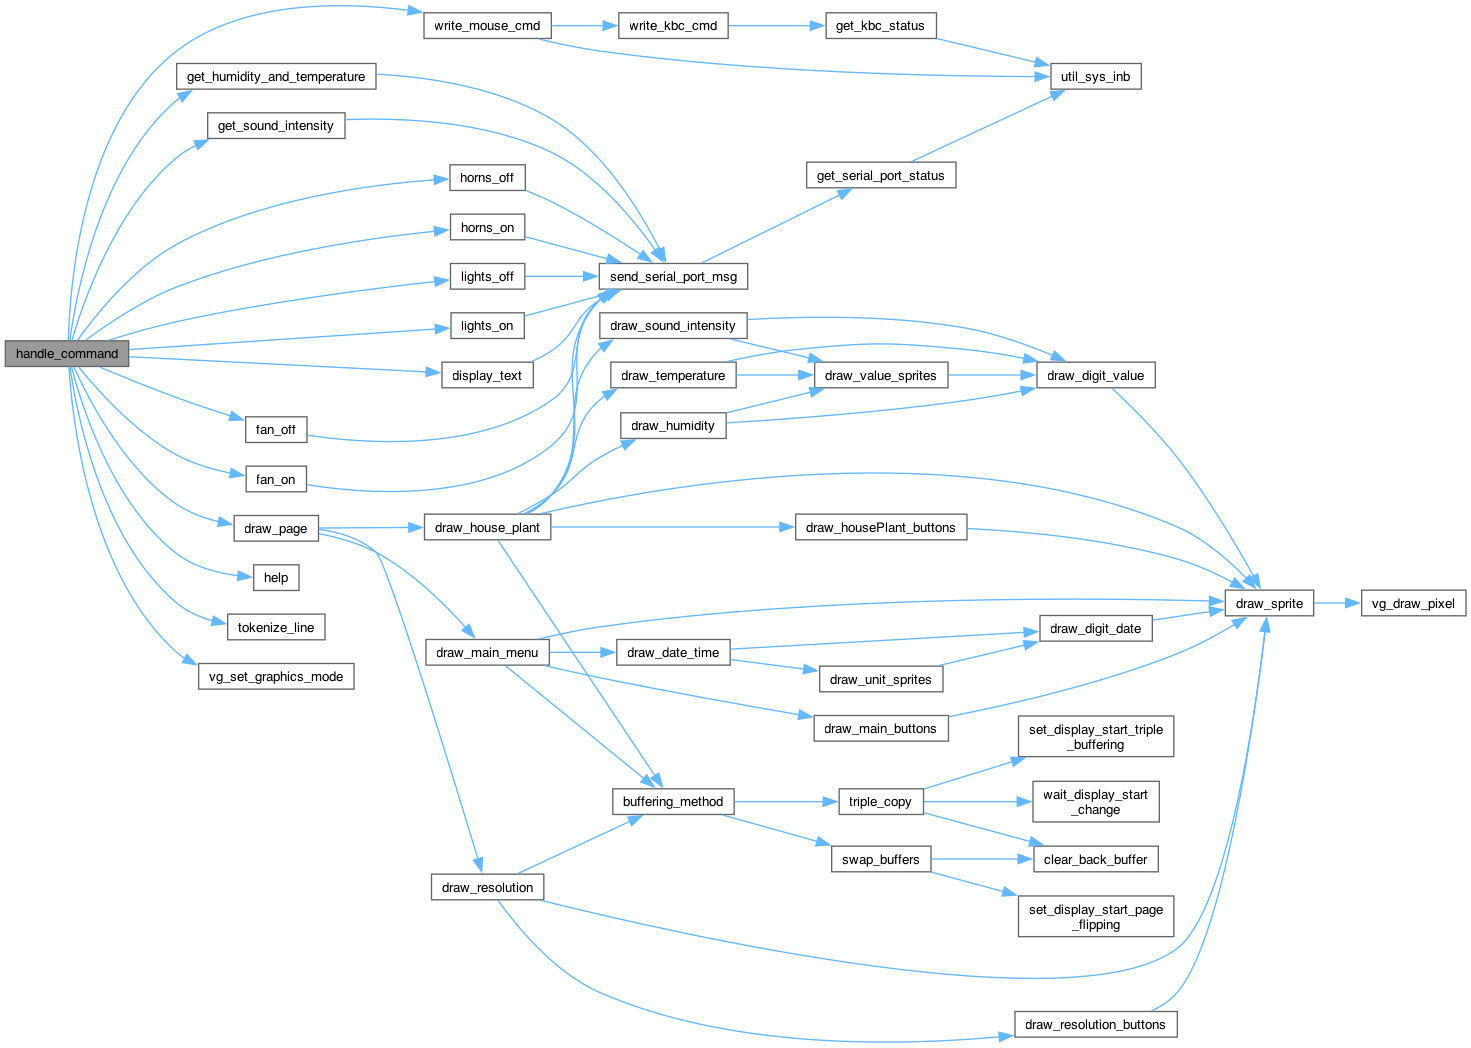 handle_command
write_mouse_cmd
write_kbc_cmd
get_kbc_status
util_sys_inb
get_humidity_and_temperature
get_sound_intensity
horns_off
get_serial_port_status
horns_on
lights_off
send_serial_port_msg
lights_on
draw_sound_intensity
display_text
draw_temperature
draw_value_sprites
draw_digit_value
fan_off
draw_humidity
fan_on
draw_page
draw_house_plant
draw_housePlant_buttons
help
draw_sprite
vg_draw_pixel
tokenize_line
draw_digit_date
draw_main_menu
draw_date_time
draw_unit_sprites
vg_set_graphics_mode
draw_main_buttons
set_display_start_triple
_buffering
buffering_method
triple_copy
wait_display_start
_change
swap_buffers
clear_back_buffer
draw_resolution
set_display_start_page
_flipping
draw_resolution_buttons